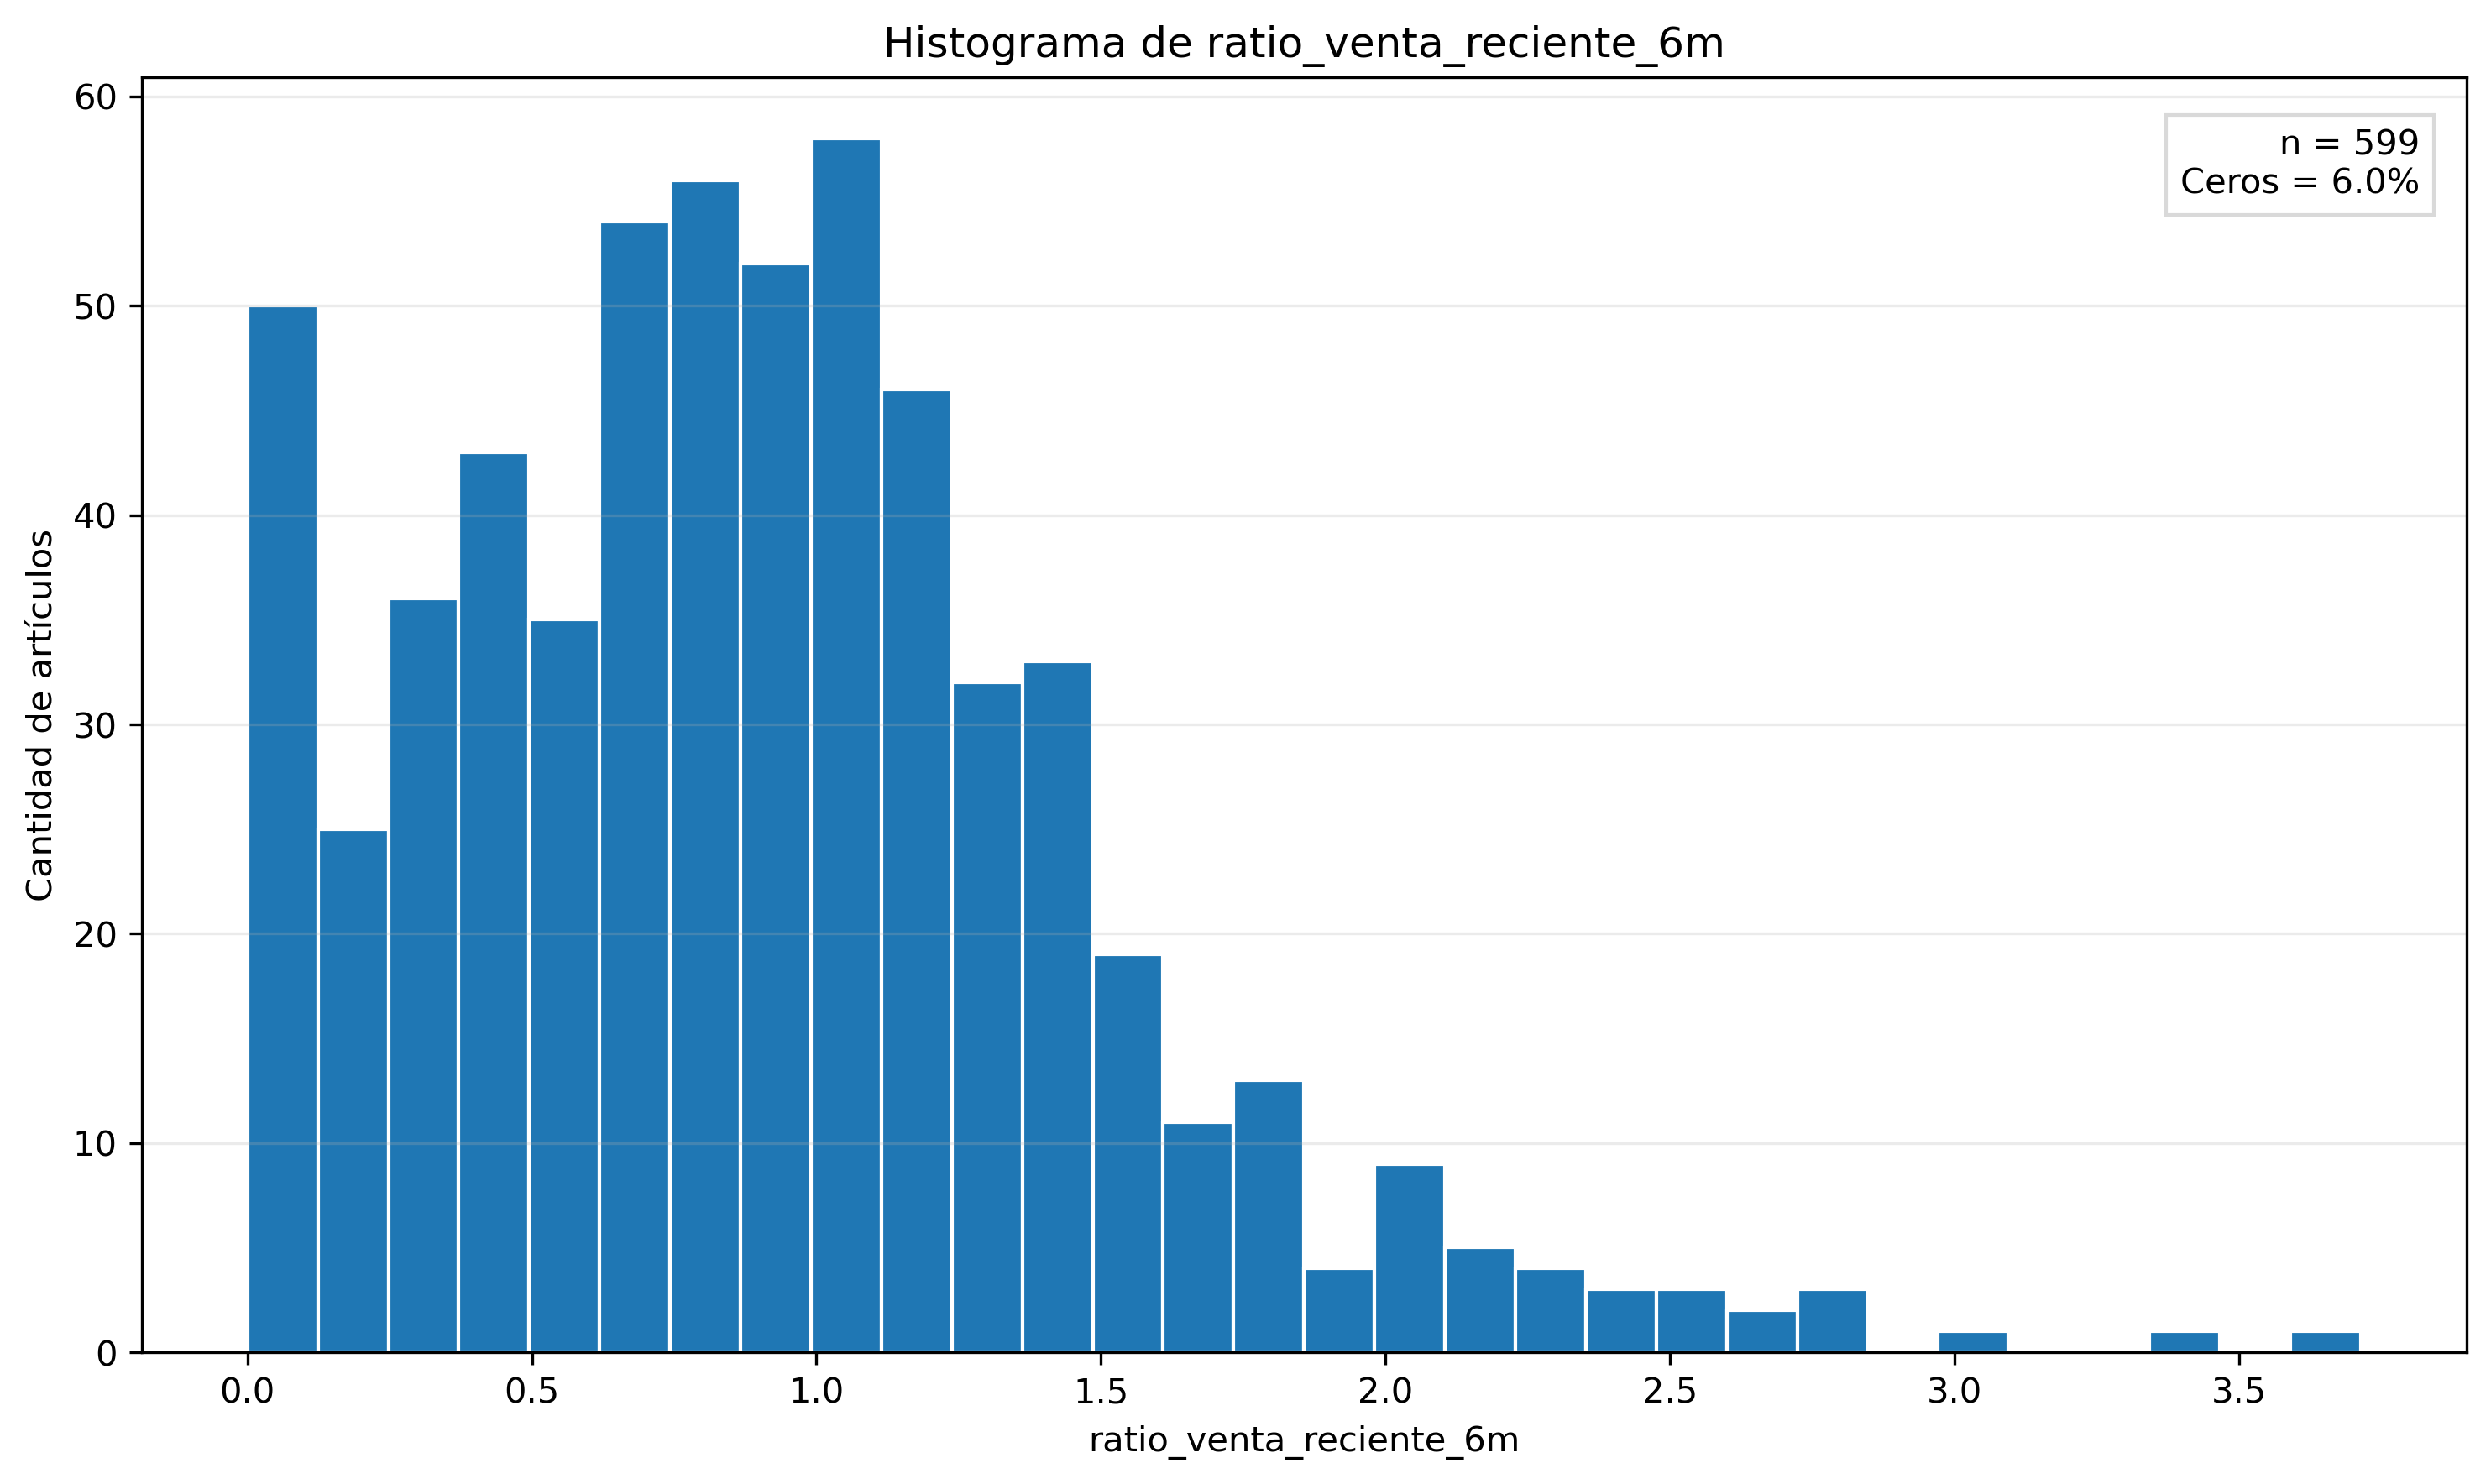 Histograma de ratio_venta_reciente_6m
n = 599
Ceros = 6.0%
Cantidad de artículos
60
50
40
30
20
10
0
0.0 0.5 1.0 1.5 2.0 2.5 3.0 3.5
ratio_venta_reciente_6m